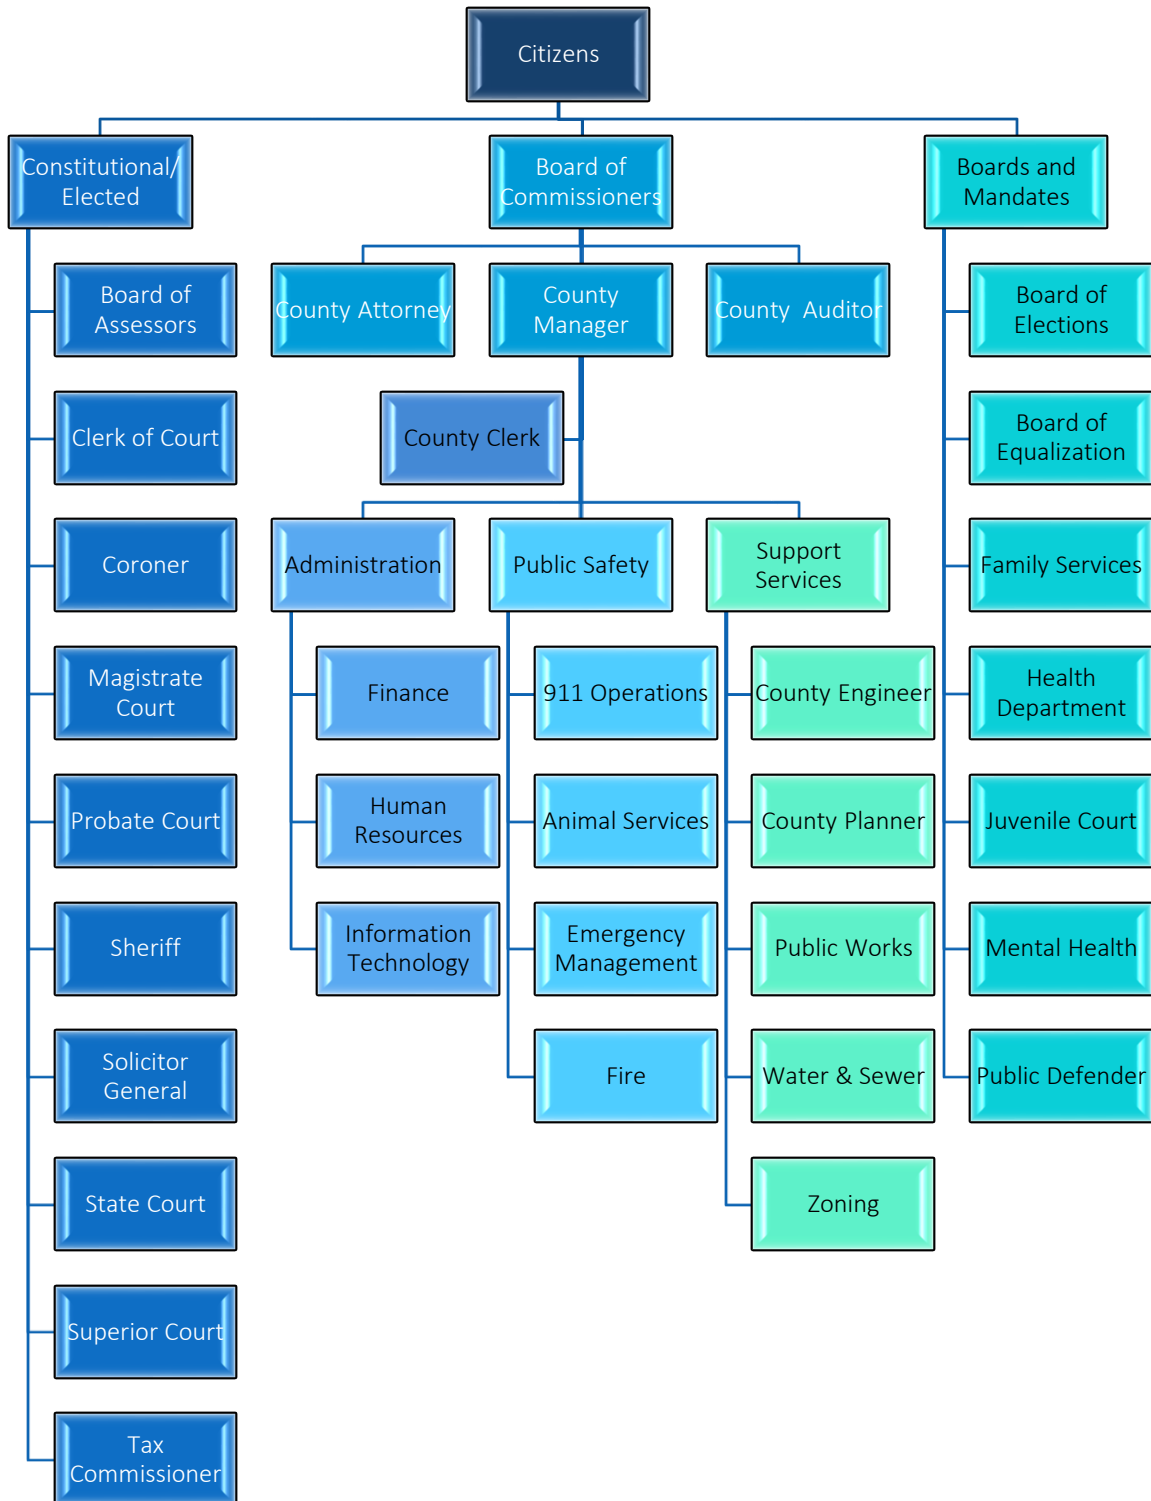 Citizens
Constitutional/
Elected
Board of
Commissioners
Boards and
Mandates
Board of
Assessors
County Attorney
County
Manager
County  Auditor
Board of
Elections
Clerk of Court
County Clerk
Board of
Equalization
Coroner
Administration
Public Safety
Support
Services
Family Services
Magistrate
Court
Finance
911 Operations
County Engineer
Health
Department
Probate Court
Human
Resources
Animal Services
County Planner
Juvenile Court
Sheriff
Information
Technology
Emergency
Management
Public Works
Mental Health
Solicitor
General
Fire
Water & Sewer
Public Defender
State Court
Zoning
Superior Court
Tax
Commissioner